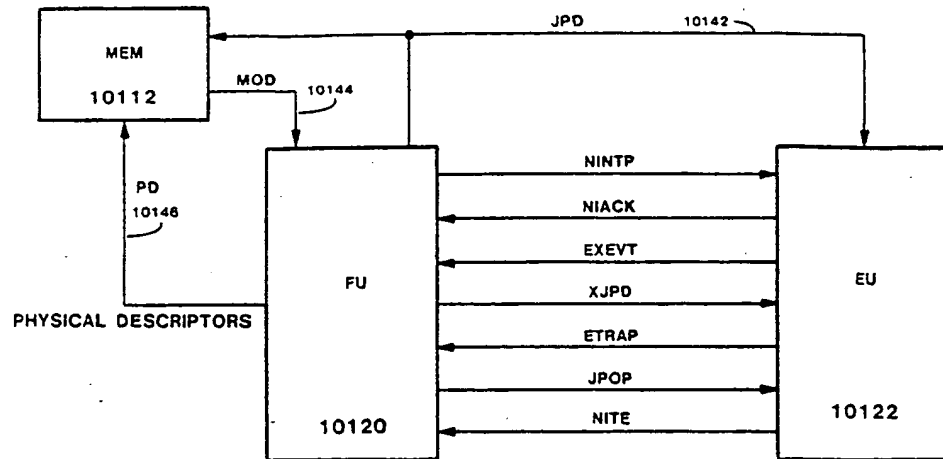 JPD
10142
MEM
10112
MOD
10144
PD
10146
PHYSICAL DESCRIPTORS
NINTP
NIACK
EXEVT
XJPD
ETRAP
JPOP
NITE
FU
10120
EU
10122